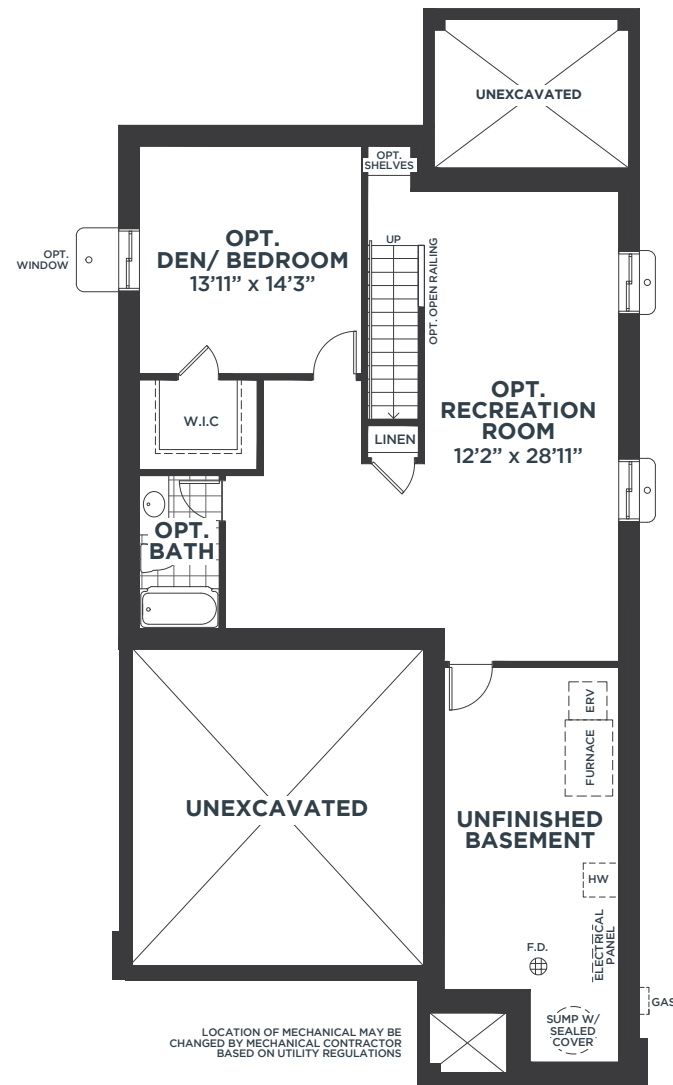 UNEXCAVATED
OPT.
SHELVES
OPT.
WINDOW
OPT.
DEN/ BEDROOM
13'11” x 14'3”
UP
OPT. OPEN RAILING
W.I.C
LINEN
OPT.
RECREATION
ROOM
12'2” x 28'11”
OPT.
BATH
UNEXCAVATED
ERV
FURNACE
UNFINISHED
BASEMENT
HW
ELECTRICAL
PANEL
F.D.
GAS
SUMP W/
SEALED
COVER
LOCATION OF MECHANICAL MAY BE
CHANGED BY MECHANICAL CONTRACTOR
BASED ON UTILITY REGULATIONS